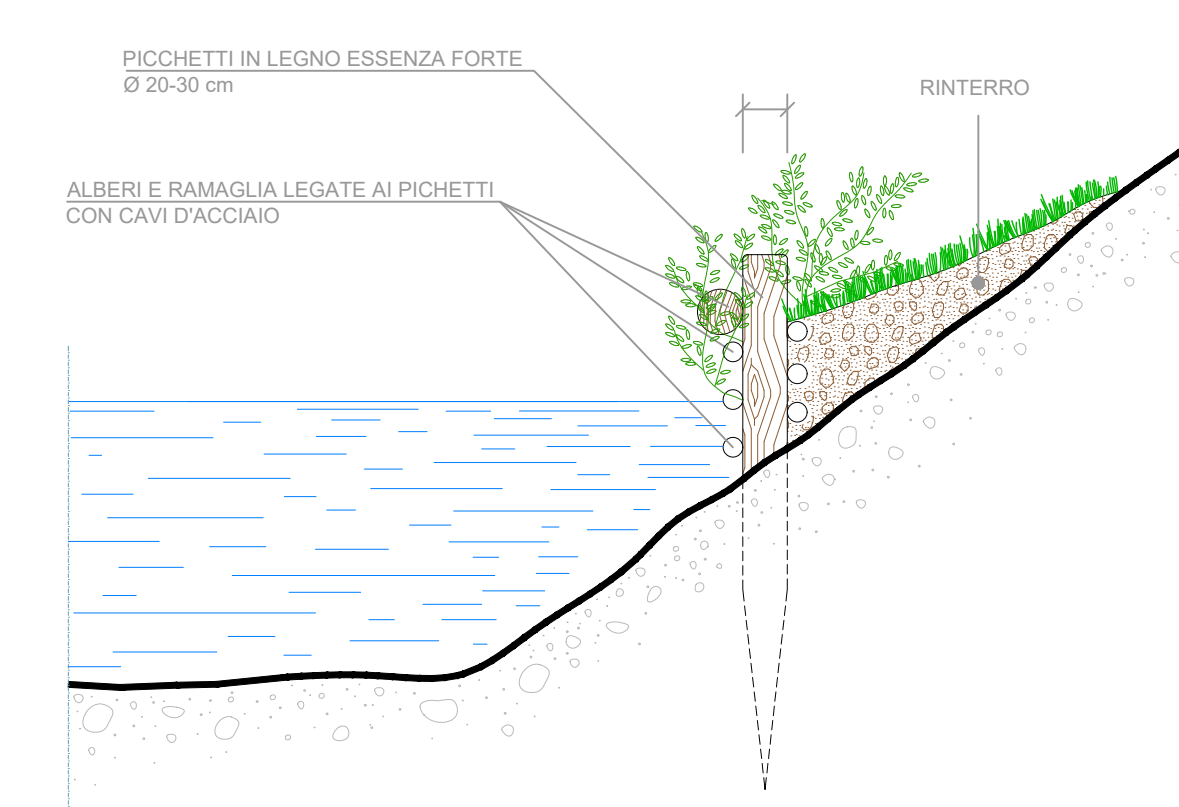 PICCHETTI IN LEGNO ESSENZA FORTE
Ø 20-30 cm
RINTERRO
ALBERI E RAMAGLIA LEGATE AI PICHETTI
CON CAVI D'ACCIAIO